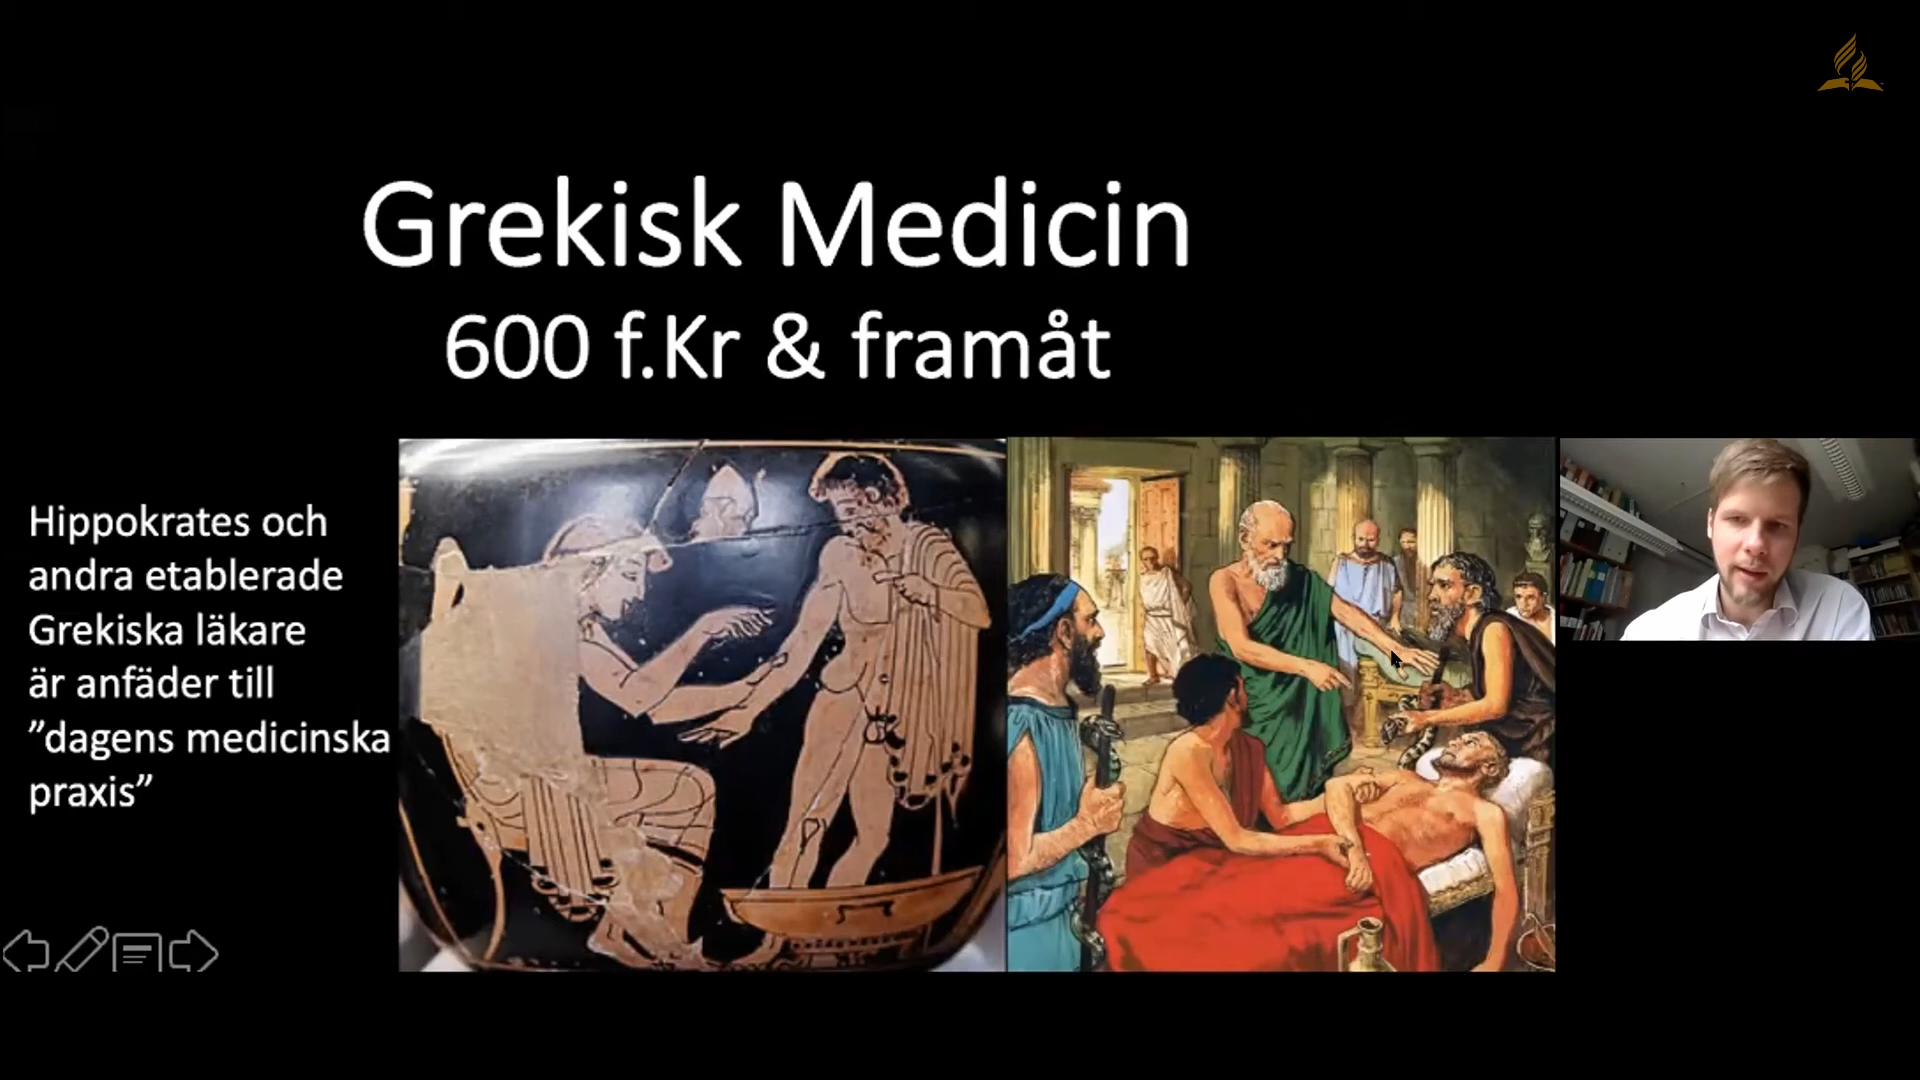 Grekisk Medicin
600 f.Kr & framåt
Hippokrates och
andra etablerade
Grekiska läkare
är anfäder till
”dagens medicinska
praxis”